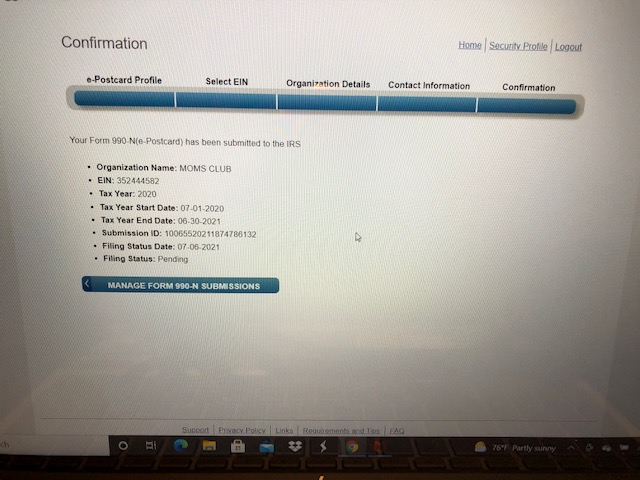 Confirmation
Home | Security Profile | Logout
e-Postcard Profile
Select EIN
Organization Details
Contact Information
Confirmation
Your Form 990-N(e-Postcard) has been submitted to the IRS
• Organization Name: MOMS CLUB
• EIN: 352444582
• Tax Year: 2020
• Tax Year Start Date: 07-01-2020
• Tax Year End Date: 06-30-2021
• Submission ID: 10065520211874786132
• Filing Status Date: 07-06-2021
• Filing Status: Pending
MANAGE FORM 990-N SUBMISSIONS
Support | Privacy Policy | Links | Requirements and Tips | FAQ
ch
76°F Partly sunny